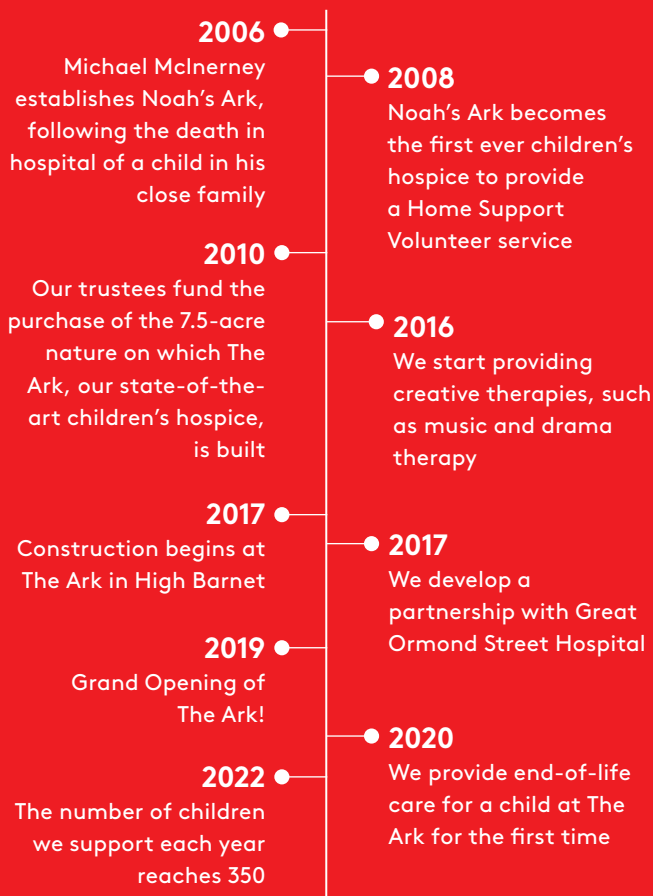 2006
Michael McInerney
establishes Noah’s Ark,
following the death in
hospital of a child in his
close family
2008
Noah’s Ark becomes
the first ever children’s
hospice to provide
a Home Support
Volunteer service
2010
Our trustees fund the
purchase of the 7.5-acre
nature on which The
Ark, our state-of-the-
art children’s hospice,
is built
2016
We start providing
creative therapies, such
as music and drama
therapy
2017
Construction begins at
The Ark in High Barnet
2017
We develop a
partnership with Great
Ormond Street Hospital
2019
Grand Opening of
The Ark!
2020
We provide end-of-life
care for a child at The
Ark for the first time
2022
The number of children
we support each year
reaches 350